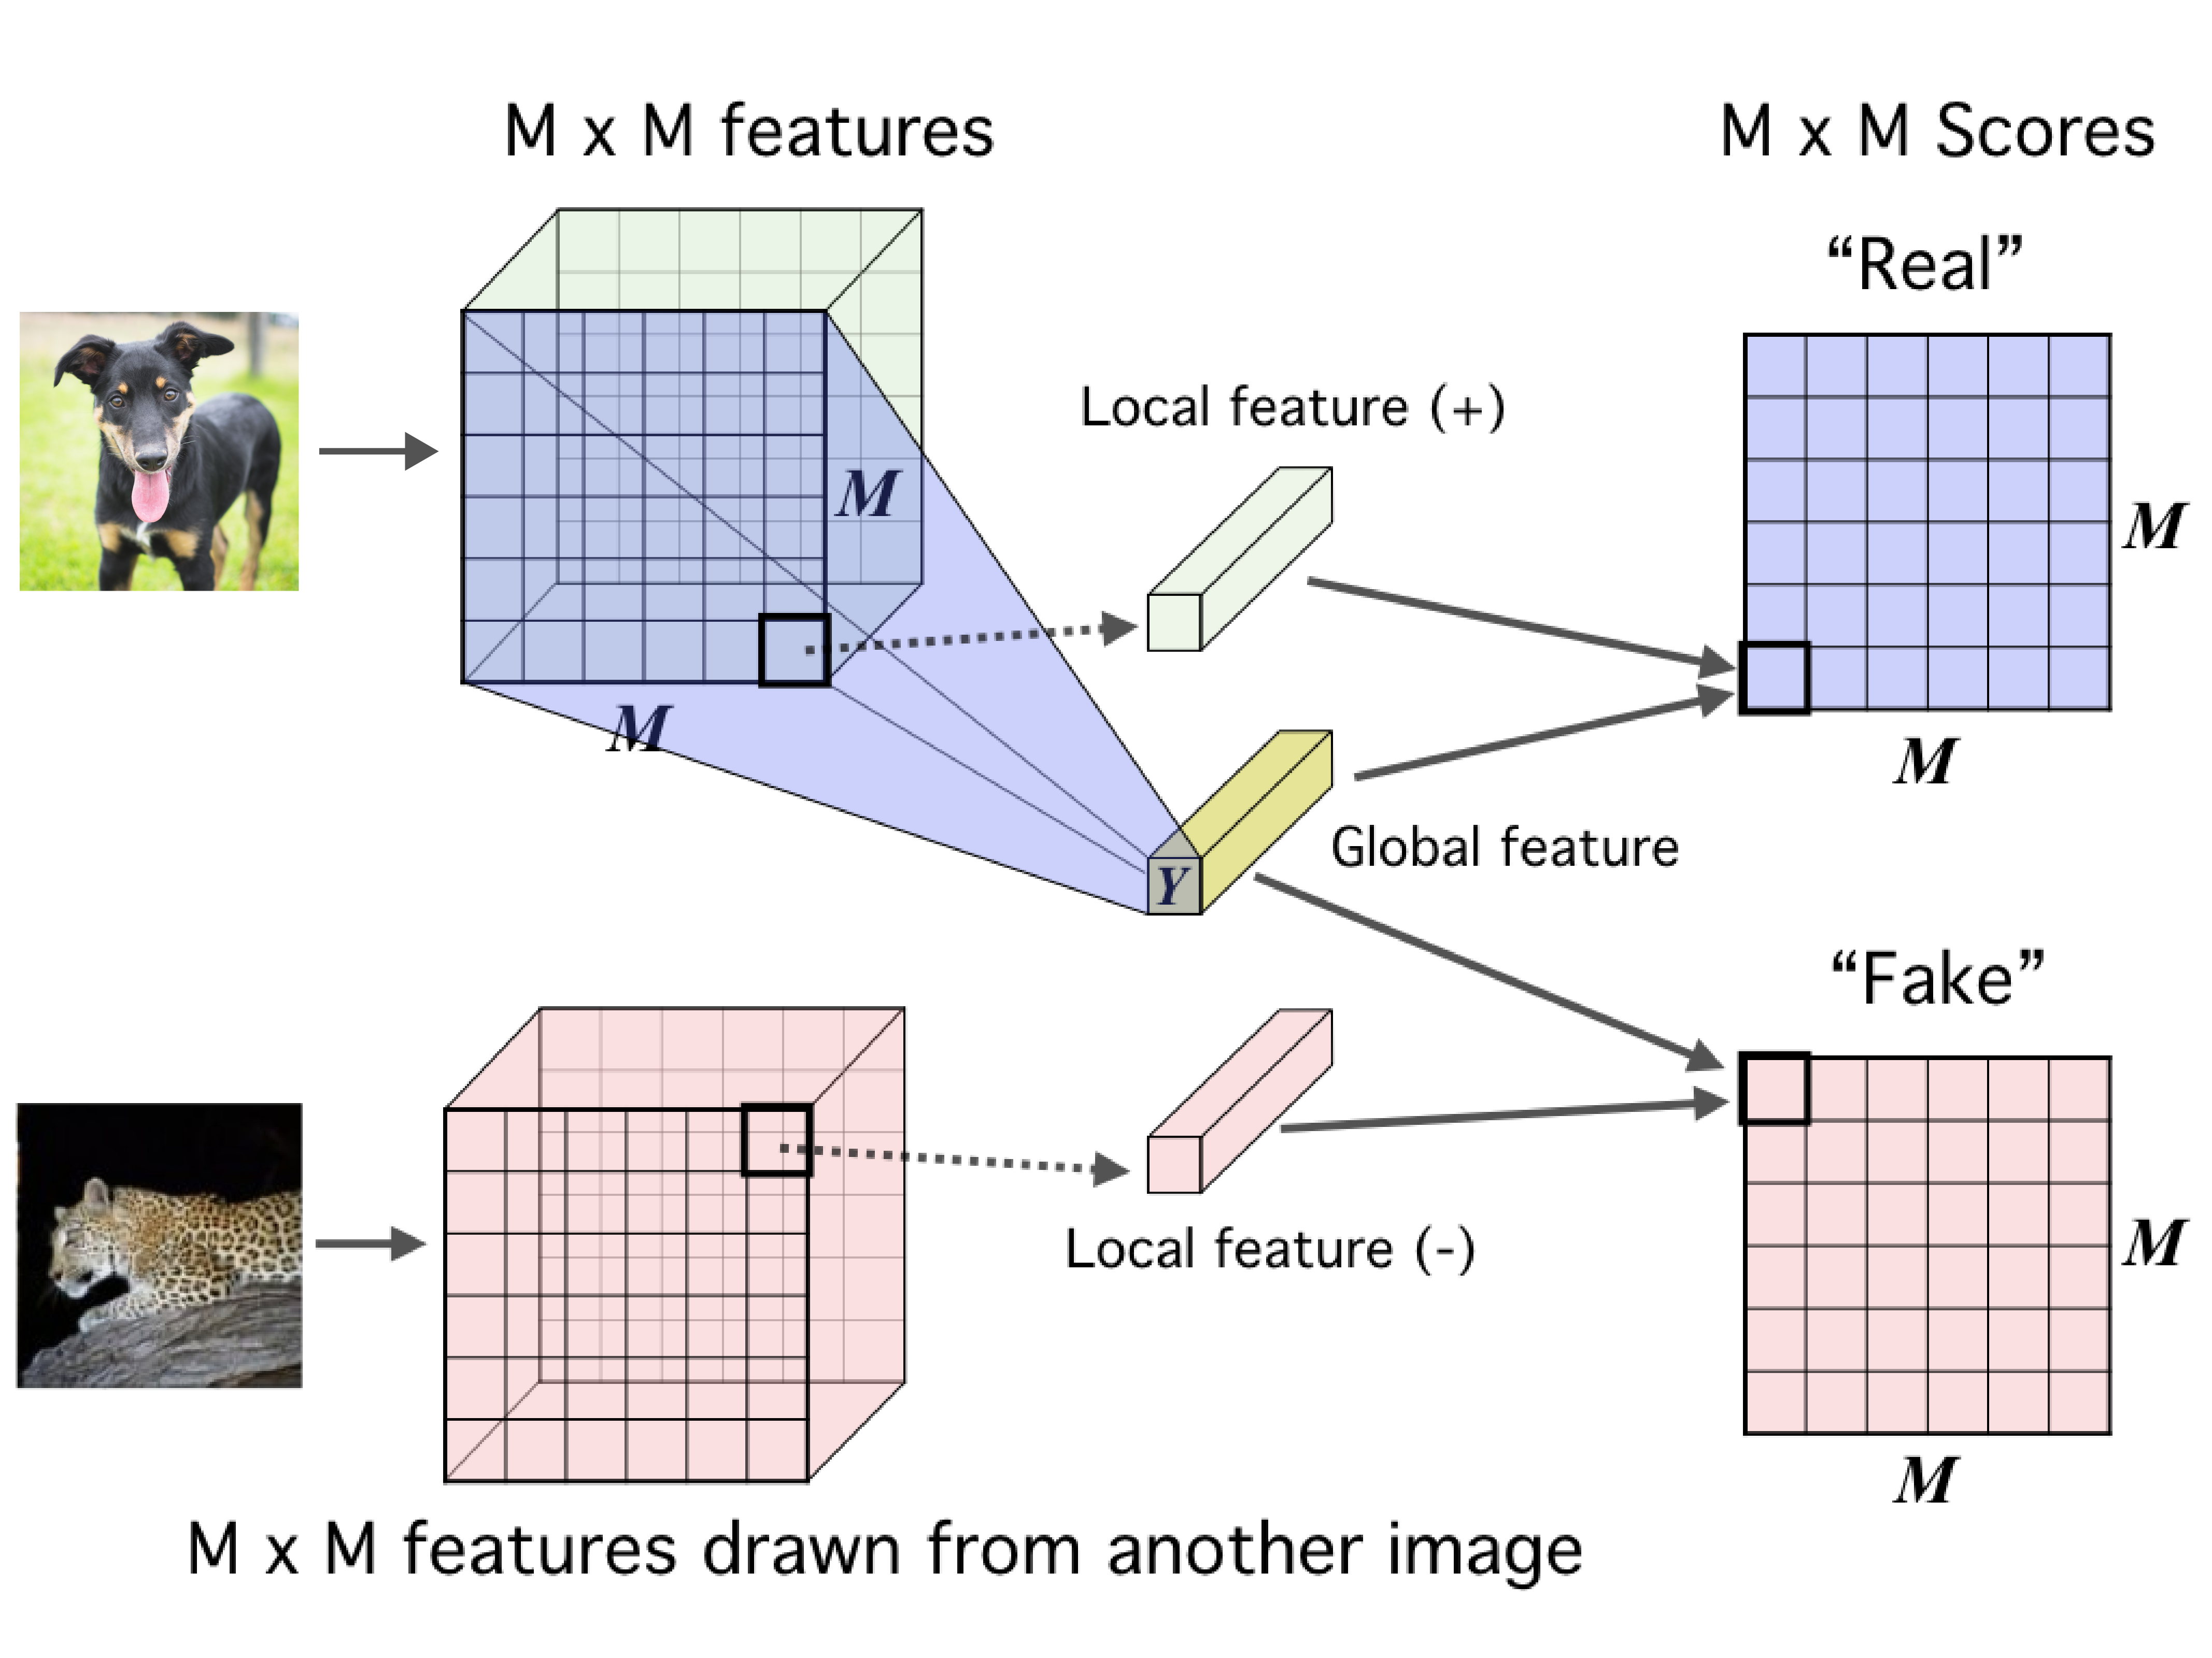 M x M features
M x M Scores
“Real”
Local feature (+)
M
M
M
M
Y
Global feature
“Fake”
Local feature (-)
M
M
M x M features drawn from another image